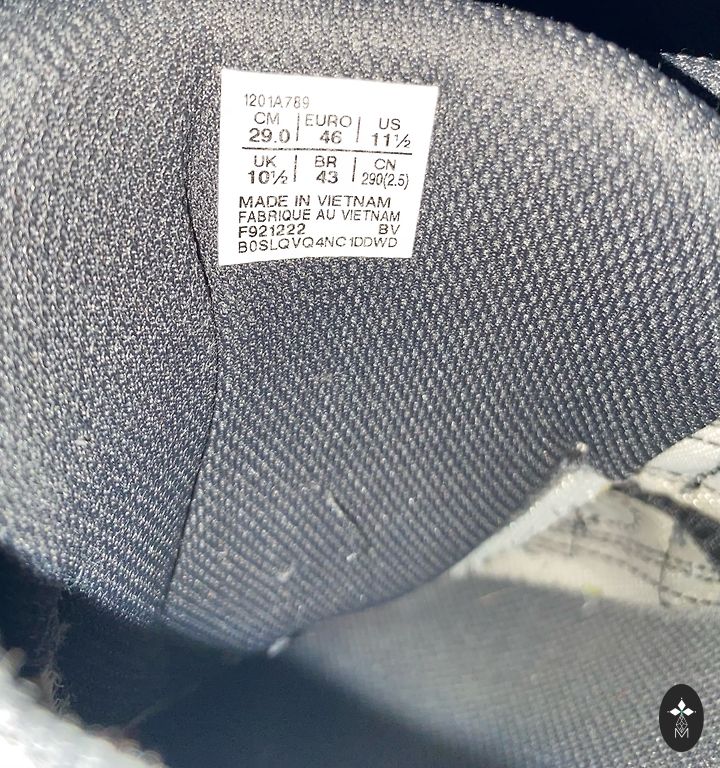 1201A789
CM | EURO | US
29.0 | 46 | 11½
UK | BR | CN
10½ | 43 | 290(2.5)
MADE IN VIETNAM
FABRIQUE AU VIETNAM
F921222 BV
B0SLQVQ4NC1DDWD
M